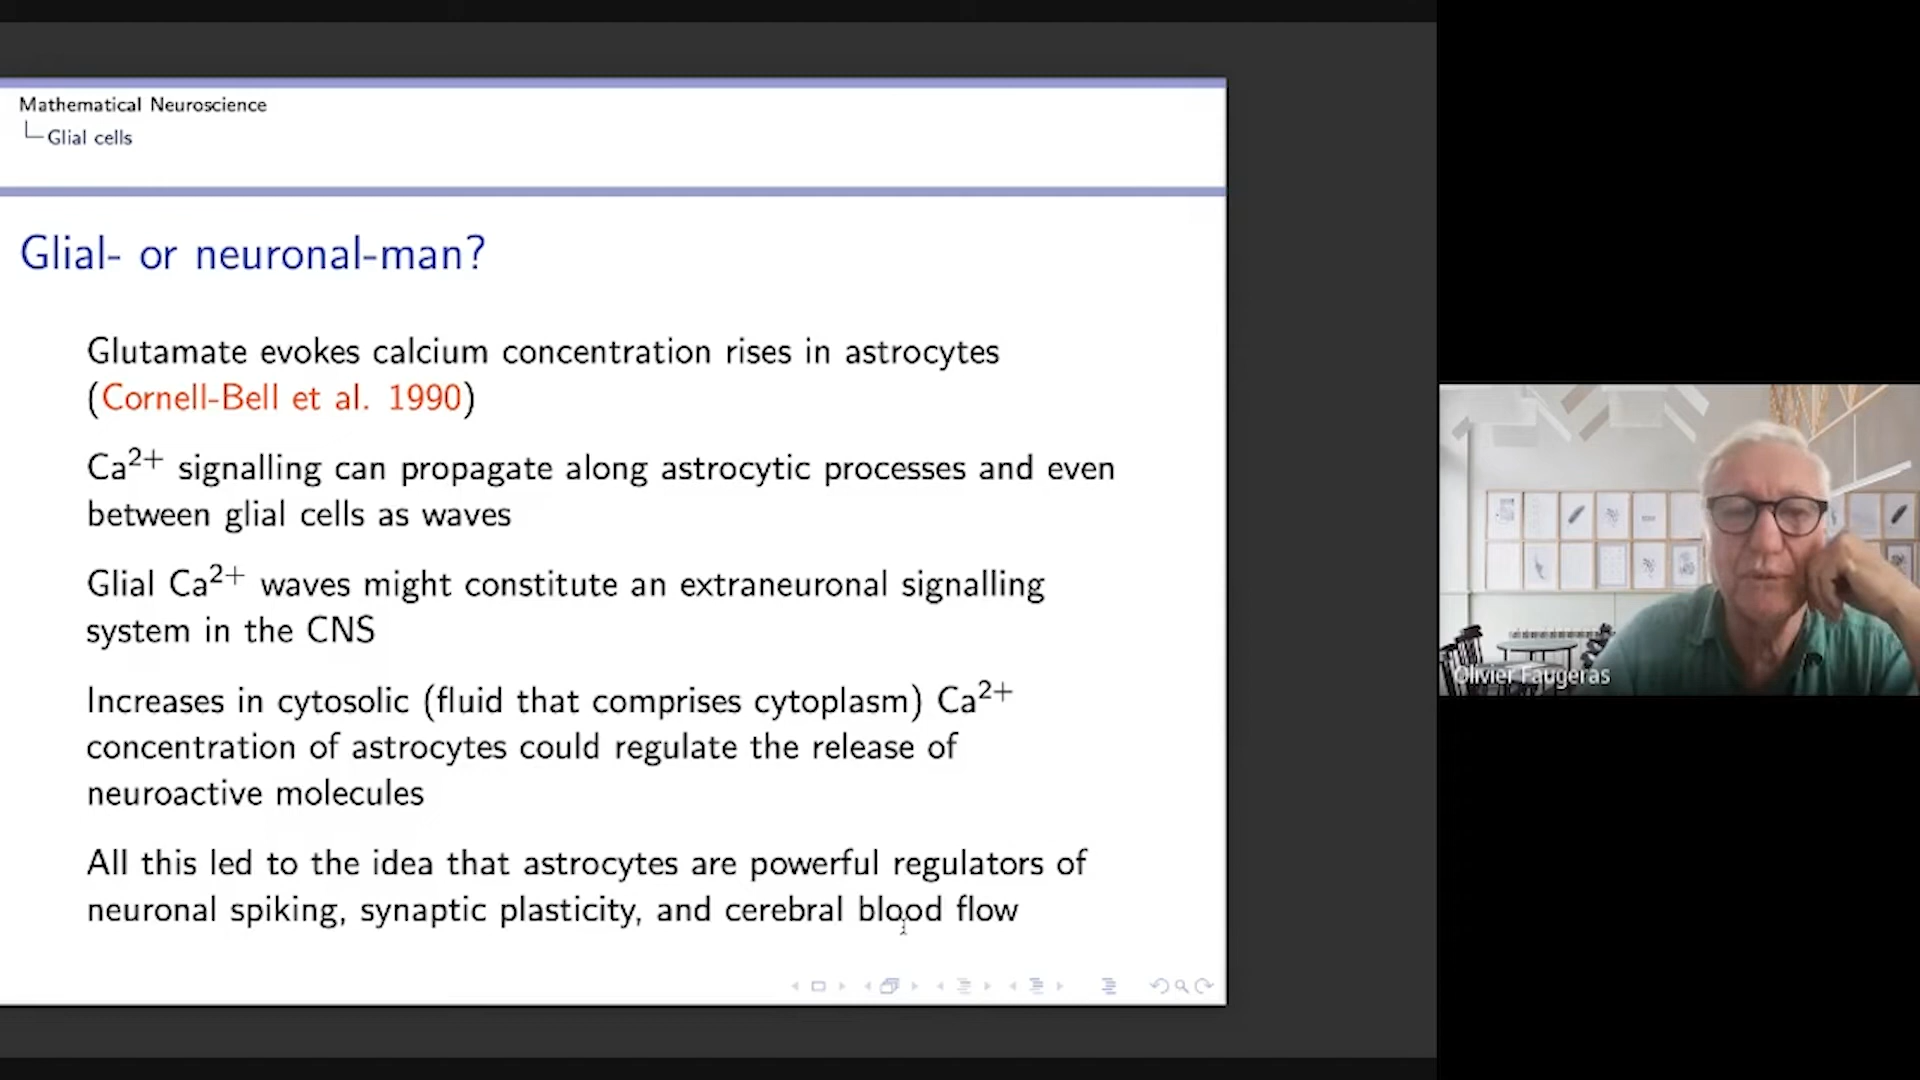 Mathematical Neuroscience
Glial cells
Glial- or neuronal-man?
Glutamate evokes calcium concentration rises in astrocytes
(Cornell-Bell et al. 1990)
Ca²⁺ signalling can propagate along astrocytic processes and even
between glial cells as waves
Glial Ca²⁺ waves might constitute an extraneuronal signalling
system in the CNS
Increases in cytosolic (fluid that comprises cytoplasm) Ca²⁺
concentration of astrocytes could regulate the release of
neuroactive molecules
All this led to the idea that astrocytes are powerful regulators of
neuronal spiking, synaptic plasticity, and cerebral blood flow
Olivier Faugeras